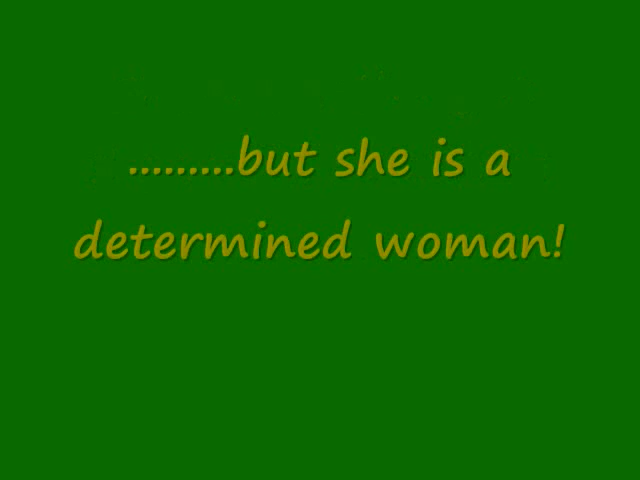 .........but she is a
determined woman!